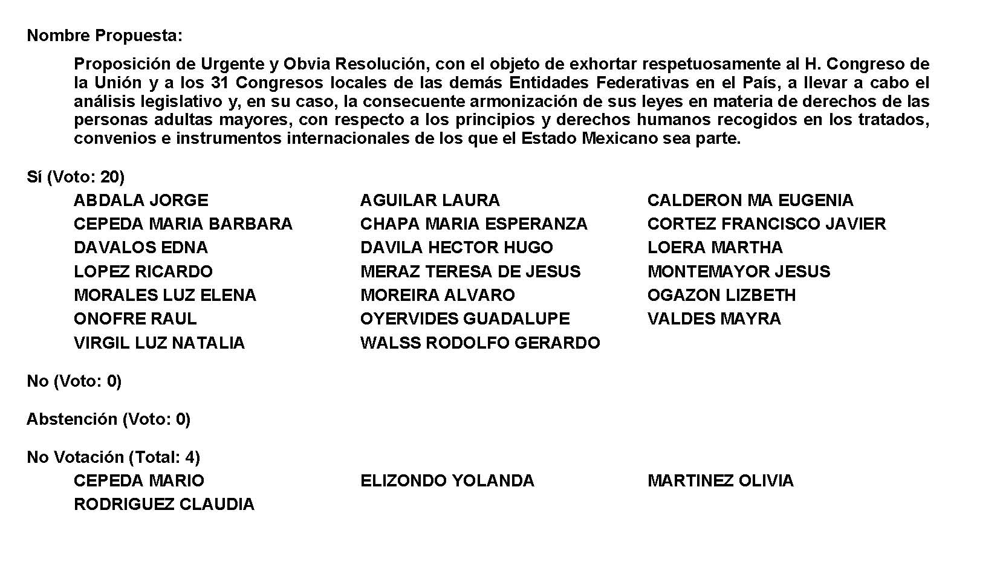 Nombre Propuesta:
Proposición de Urgente y Obvia Resolución, con el objeto de exhortar respetuosamente al H. Congreso de
la Unión y a los 31 Congresos locales de las demás Entidades Federativas en el País, a llevar a cabo el
análisis legislativo y, en su caso, la consecuente armonización de sus leyes en materia de derechos de las
personas adultas mayores, con respecto a los principios y derechos humanos recogidos en los tratados,
convenios e instrumentos internacionales de los que el Estado Mexicano sea parte.
Sí (Voto: 20)
ABDALA JORGE AGUILAR LAURA CALDERON MA EUGENIA
CEPEDA MARIA BARBARA CHAPA MARIA ESPERANZA CORTEZ FRANCISCO JAVIER
DAVALOS EDNA DAVILA HECTOR HUGO LOERA MARTHA
LOPEZ RICARDO MERAZ TERESA DE JESUS MONTEMAYOR JESUS
MORALES LUZ ELENA MOREIRA ALVARO OGAZON LIZBETH
ONOFRE RAUL OYERVIDES GUADALUPE VALDES MAYRA
VIRGIL LUZ NATALIA WALSS RODOLFO GERARDO
No (Voto: 0)
Abstención (Voto: 0)
No Votación (Total: 4)
CEPEDA MARIO ELIZONDO YOLANDA MARTINEZ OLIVIA
RODRIGUEZ CLAUDIA